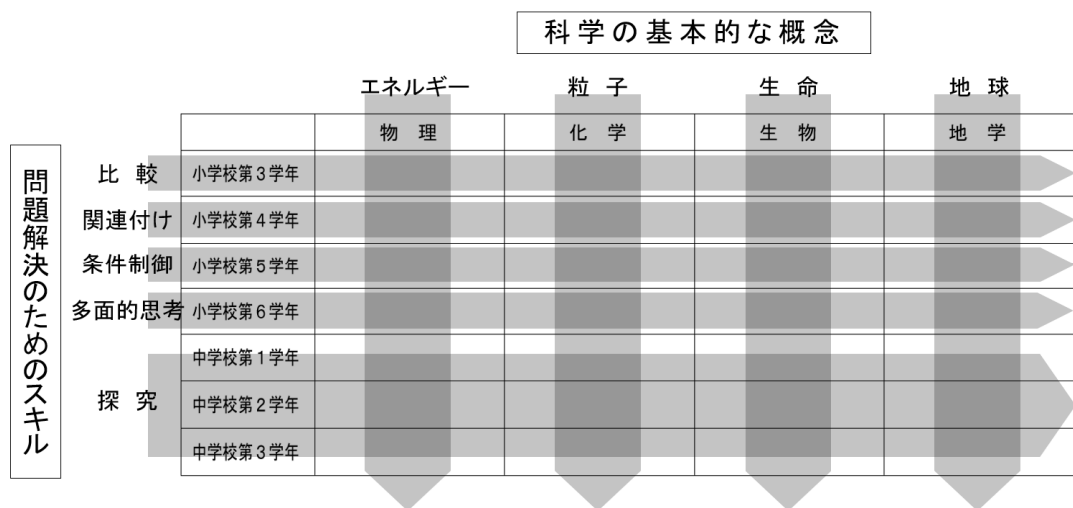 科学の基本的な概念
エネルギー 粒子 生命 地球
物理 化学 生物 地学
問題解決のためのスキル
比較 小学校第3学年
関連付け 小学校第4学年
条件制御 小学校第5学年
多面的思考 小学校第6学年
中学校第1学年
探究 中学校第2学年
中学校第3学年